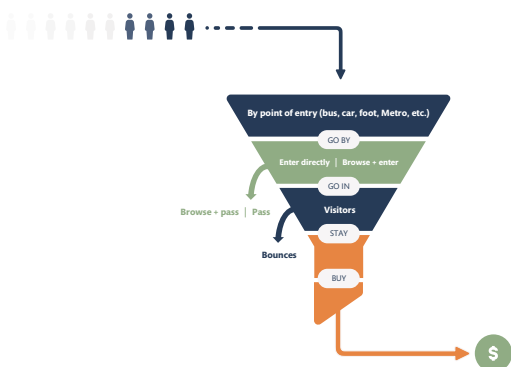 By point of entry (bus, car, foot, Metro, etc.)
GO BY
Enter directly | Browse + enter
GO IN
Browse + pass | Pass
Visitors
STAY
Bounces
BUY
$